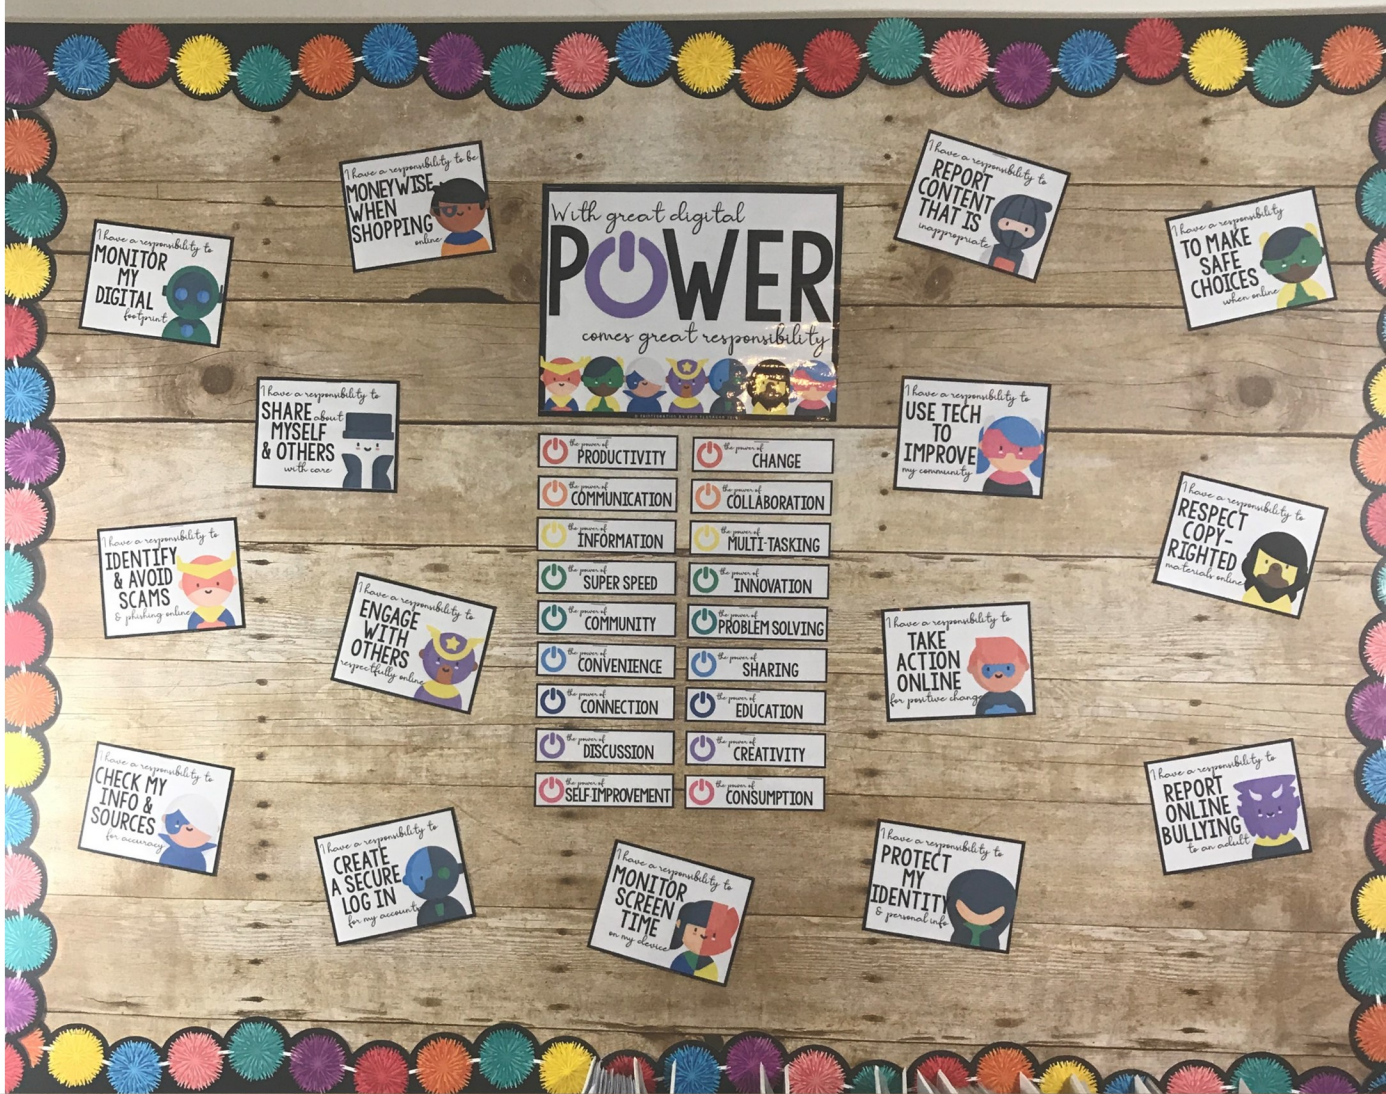 With great digital
POWER
comes great responsibility
the power of
PRODUCTIVITY
the power of
CHANGE
the power of
COMMUNICATION
the power of
COLLABORATION
the power of
INFORMATION
the power of
MULTI-TASKING
the power of
SUPER SPEED
the power of
INNOVATION
the power of
COMMUNITY
the power of
PROBLEM SOLVING
the power of
CONVENIENCE
the power of
SHARING
the power of
CONNECTION
the power of
EDUCATION
the power of
DISCUSSION
the power of
CREATIVITY
the power of
SELF-IMPROVEMENT
the power of
CONSUMPTION
I have a responsibility to be
MONEYWISE
WHEN
SHOPPING
online
I have a responsibility to
MONITOR
MY
DIGITAL
footprint
I have a responsibility to
SHARE about
MYSELF
& OTHERS
with care
I have a responsibility to
IDENTIFY
& AVOID
SCAMS
& phishing online
I have a responsibility to
ENGAGE
WITH
OTHERS
respectfully online
I have a responsibility to
CHECK MY
INFO &
SOURCES
for accuracy
I have a responsibility to
CREATE
A SECURE
LOG IN
for my accounts
I have a responsibility to
MONITOR
SCREEN
TIME
on my device
I have a responsibility to
REPORT
CONTENT
THAT IS
inappropriate
I have a responsibility
TO MAKE
SAFE
CHOICES
when online
I have a responsibility to
USE TECH
TO
IMPROVE
my community
I have a responsibility to
RESPECT
COPY-
RIGHTED
materials online
I have a responsibility to
TAKE
ACTION
ONLINE
for positive change
I have a responsibility to
REPORT
ONLINE
BULLYING
to an adult
I have a responsibility to
PROTECT
MY
IDENTITY
& personal info